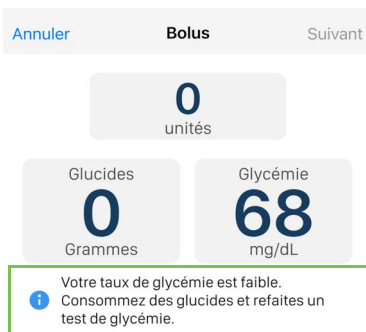 Annuler Bolus Suivant
0
unités
Glucides Glycémie
0 68
Grammes mg/dL
Votre taux de glycémie est faible.
Consommez des glucides et refaites un
test de glycémie.